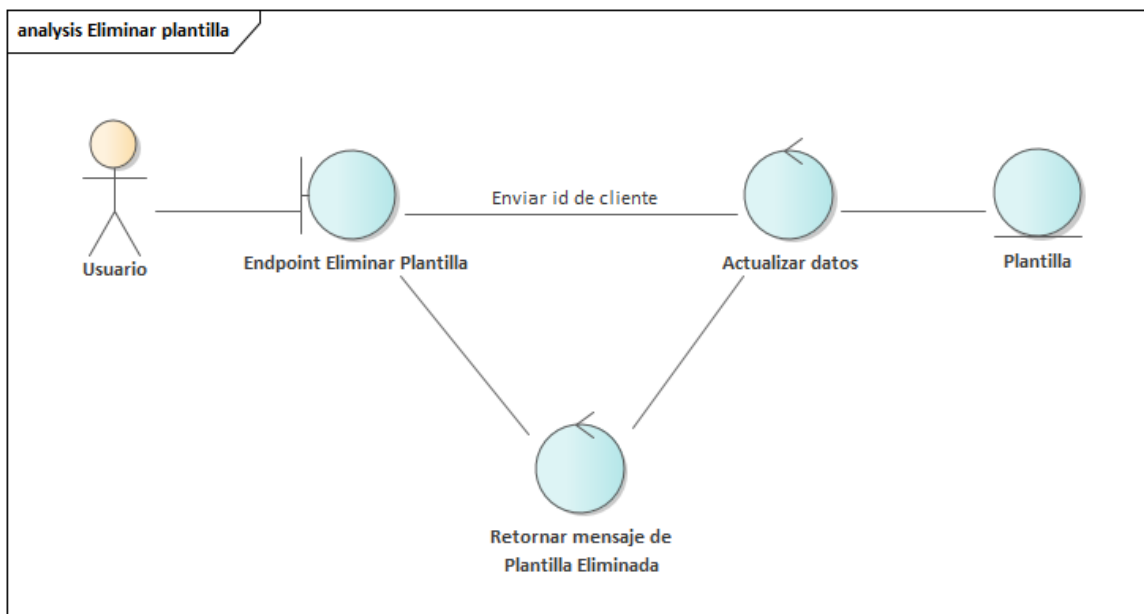 analysis Eliminar plantilla
Enviar id de cliente
Usuario
Endpoint Eliminar Plantilla
Actualizar datos
Plantilla
Retornar mensaje de
Plantilla Eliminada